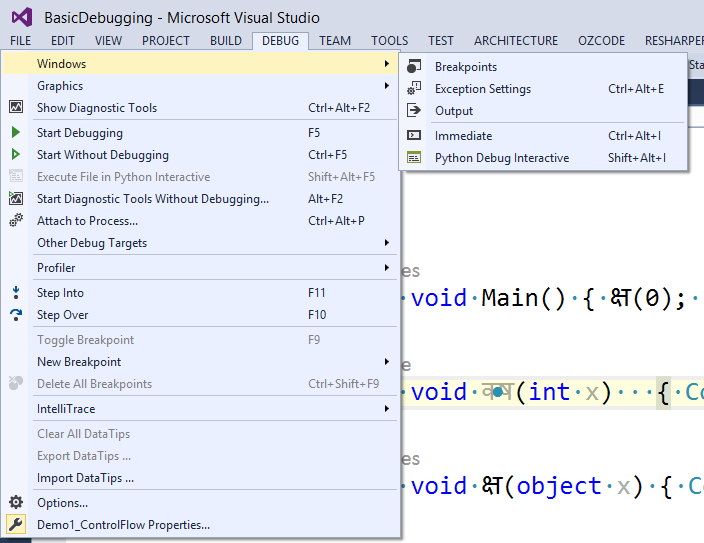 BasicDebugging - Microsoft Visual Studio
FILE EDIT VIEW PROJECT BUILD DEBUG TEAM TOOLS TEST ARCHITECTURE OZCODE RESHARPER
Windows
Graphics
Show Diagnostic Tools Ctrl+Alt+F2
Start Debugging F5
Start Without Debugging Ctrl+F5
Execute File in Python Interactive Shift+Alt+F5
Start Diagnostic Tools Without Debugging... Alt+F2
Attach to Process... Ctrl+Alt+P
Other Debug Targets
Profiler
Step Into F11
Step Over F10
Toggle Breakpoint F9
New Breakpoint
Delete All Breakpoints Ctrl+Shift+F9
IntelliTrace
Clear All DataTips
Export DataTips ...
Import DataTips ...
Options...
Demo1_ControlFlow Properties...
Breakpoints
Exception Settings Ctrl+Alt+E
Output
Immediate Ctrl+Alt+I
Python Debug Interactive Shift+Alt+I
Sta
es
void·Main()·{·क्ष(0);·
e
void·(int·x)···{·Co
es
void·क्ष(object·x)·{·Co